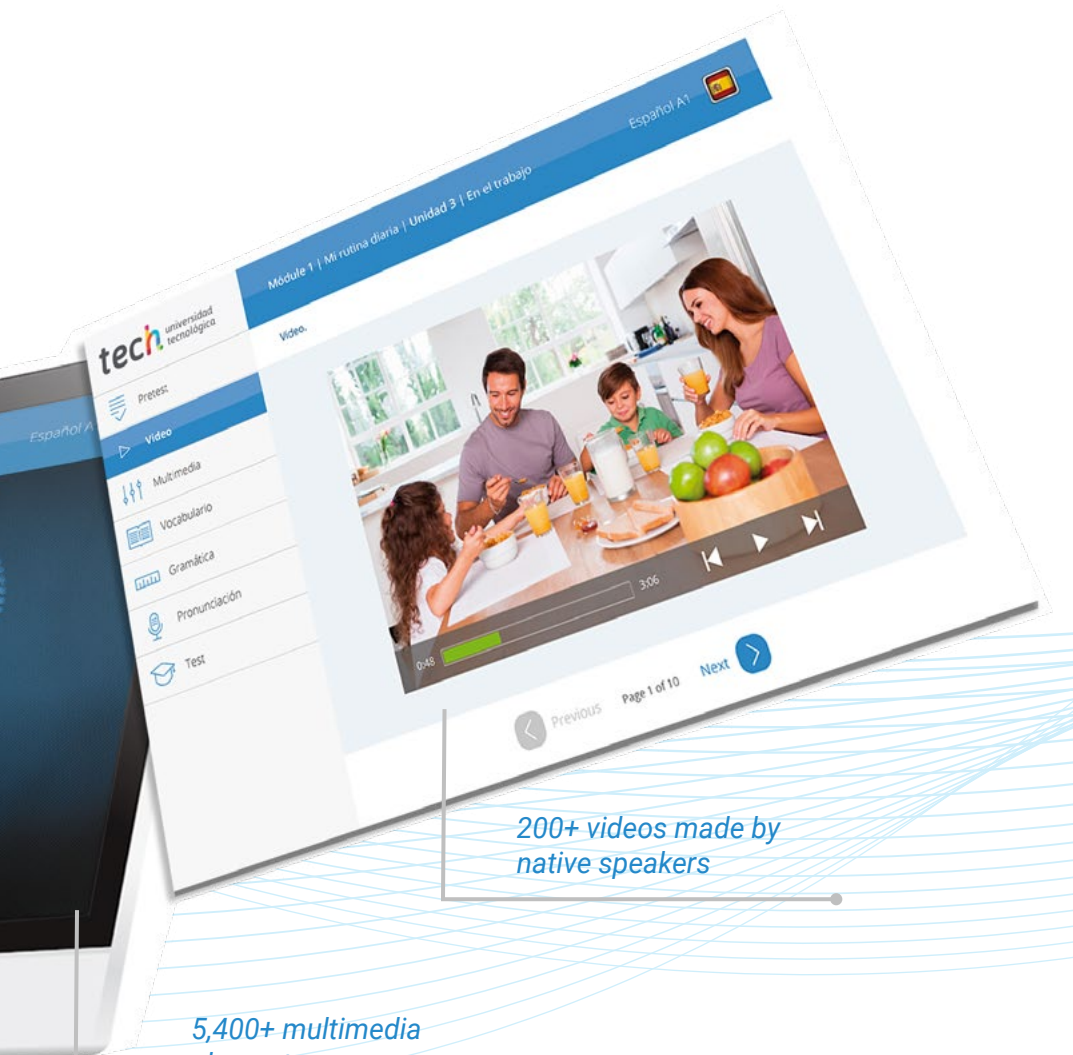 Español A1
Módule 1 | Mi rutina diaria | Unidad 3 | En el trabajo
tech universidad
tecnológica
Video.
Pretest
Video
Multimedia
Vocabulario
Gramática
Pronunciación
Test
0:48
3:06
Previous
Page 1 of 10
Next
Español A
200+ videos made by
native speakers
5,400+ multimedia